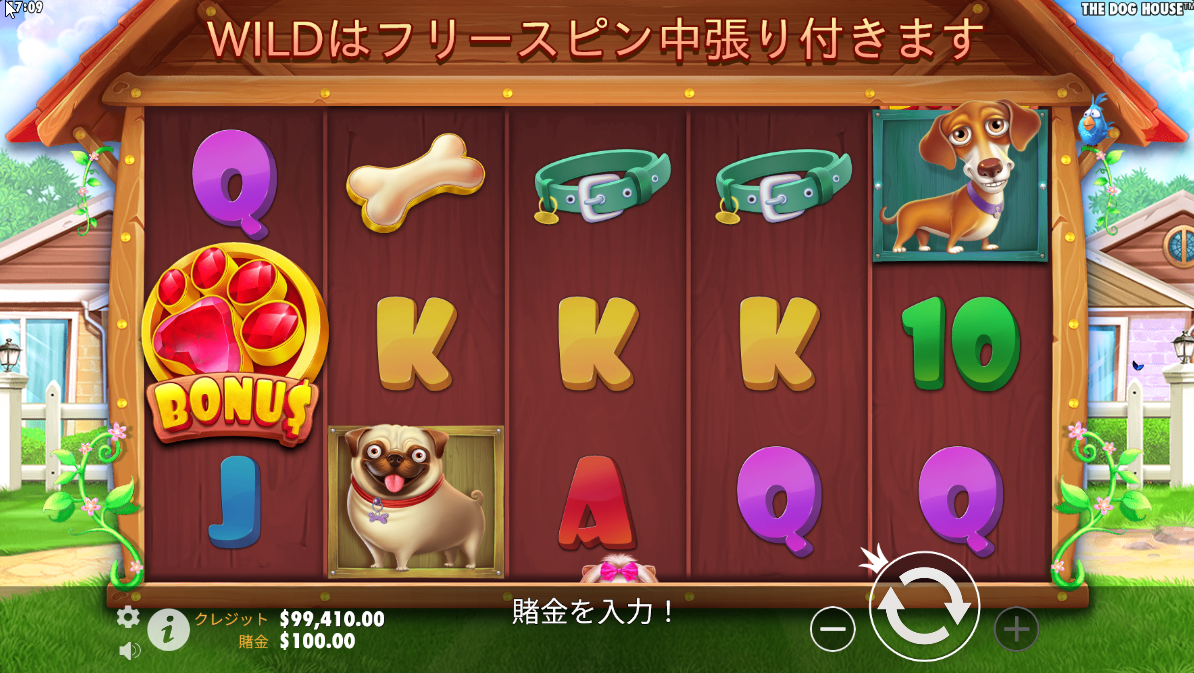 17:09
THE DOG HOUSE™
WILDはフリースピン中張り付きます
Q
BONU$
K
K
K
10
J
A
Q
Q
クレジット $99,410.00
賭金 $100.00
賭金を入力！